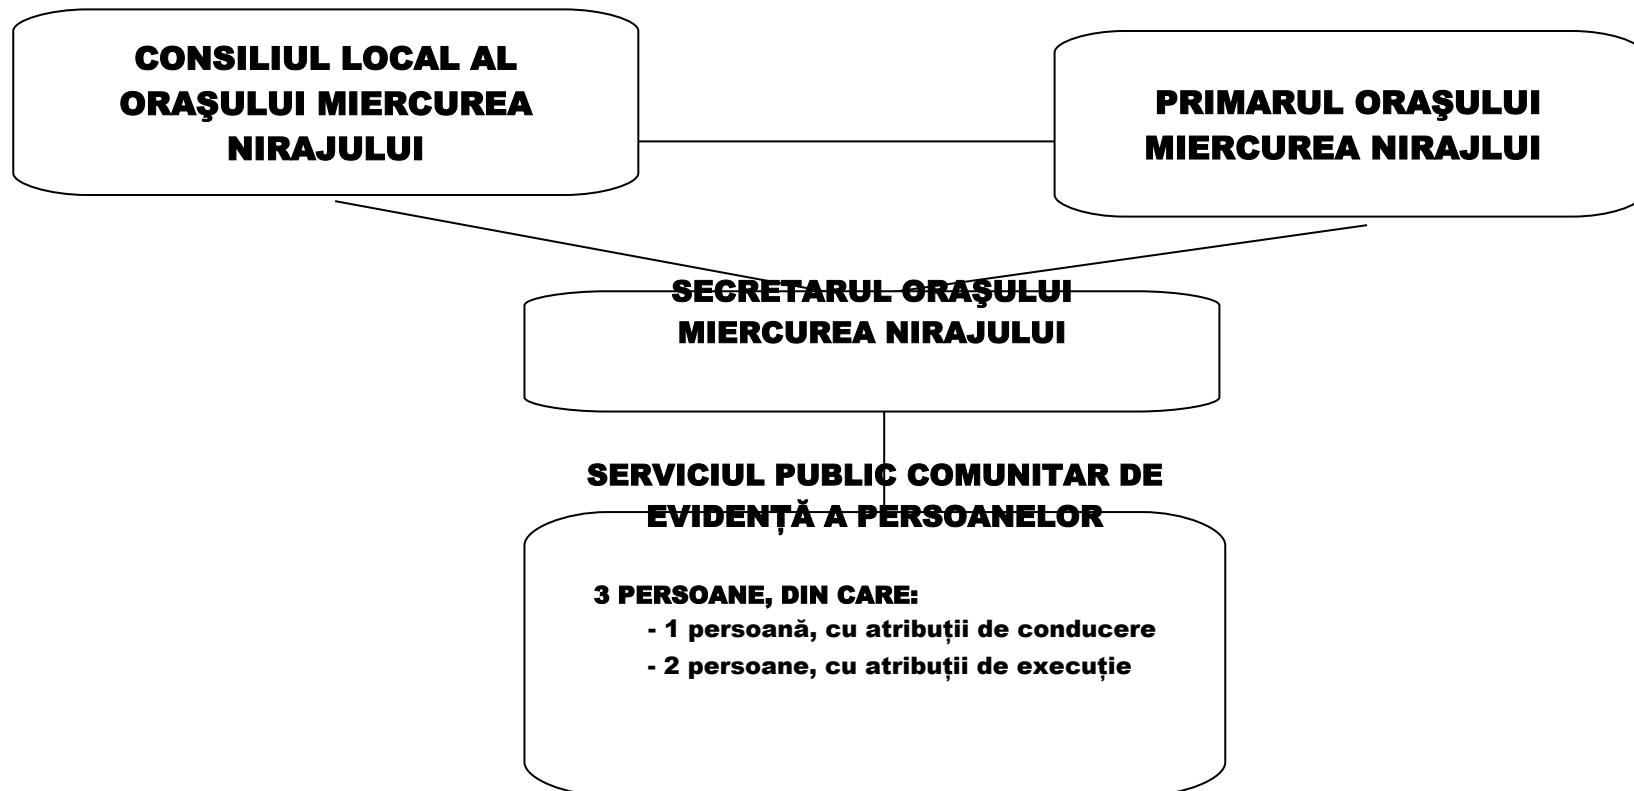 CONSILIUL LOCAL AL
ORAŞULUI MIERCUREA
NIRAJULUI
PRIMARUL ORAŞULUI
MIERCUREA NIRAJLUI
SECRETARUL ORAŞULUI
MIERCUREA NIRAJULUI
SERVICIUL PUBLIC COMUNITAR DE
EVIDENȚĂ A PERSOANELOR
3 PERSOANE, DIN CARE:
- 1 persoană, cu atribuții de conducere
- 2 persoane, cu atribuții de execuție